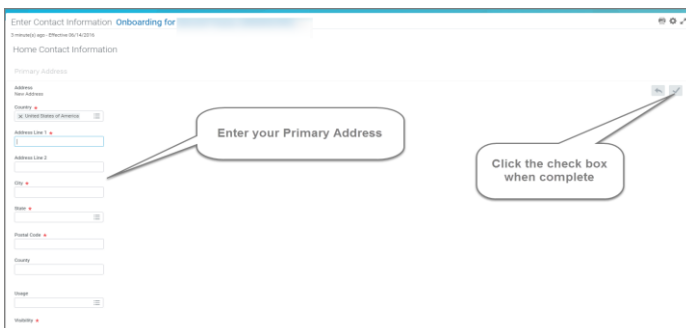 Enter Contact Information Onboarding for
2 minute(s) ago - Effective 06/14/2016
Home Contact Information
Primary Address
Address
New Address
Country *
× United States of America
Address Line 1 *
Address Line 2
City *
State *
Postal Code *
County
Usage
Visibility *
Enter your Primary Address
Click the check box
when complete